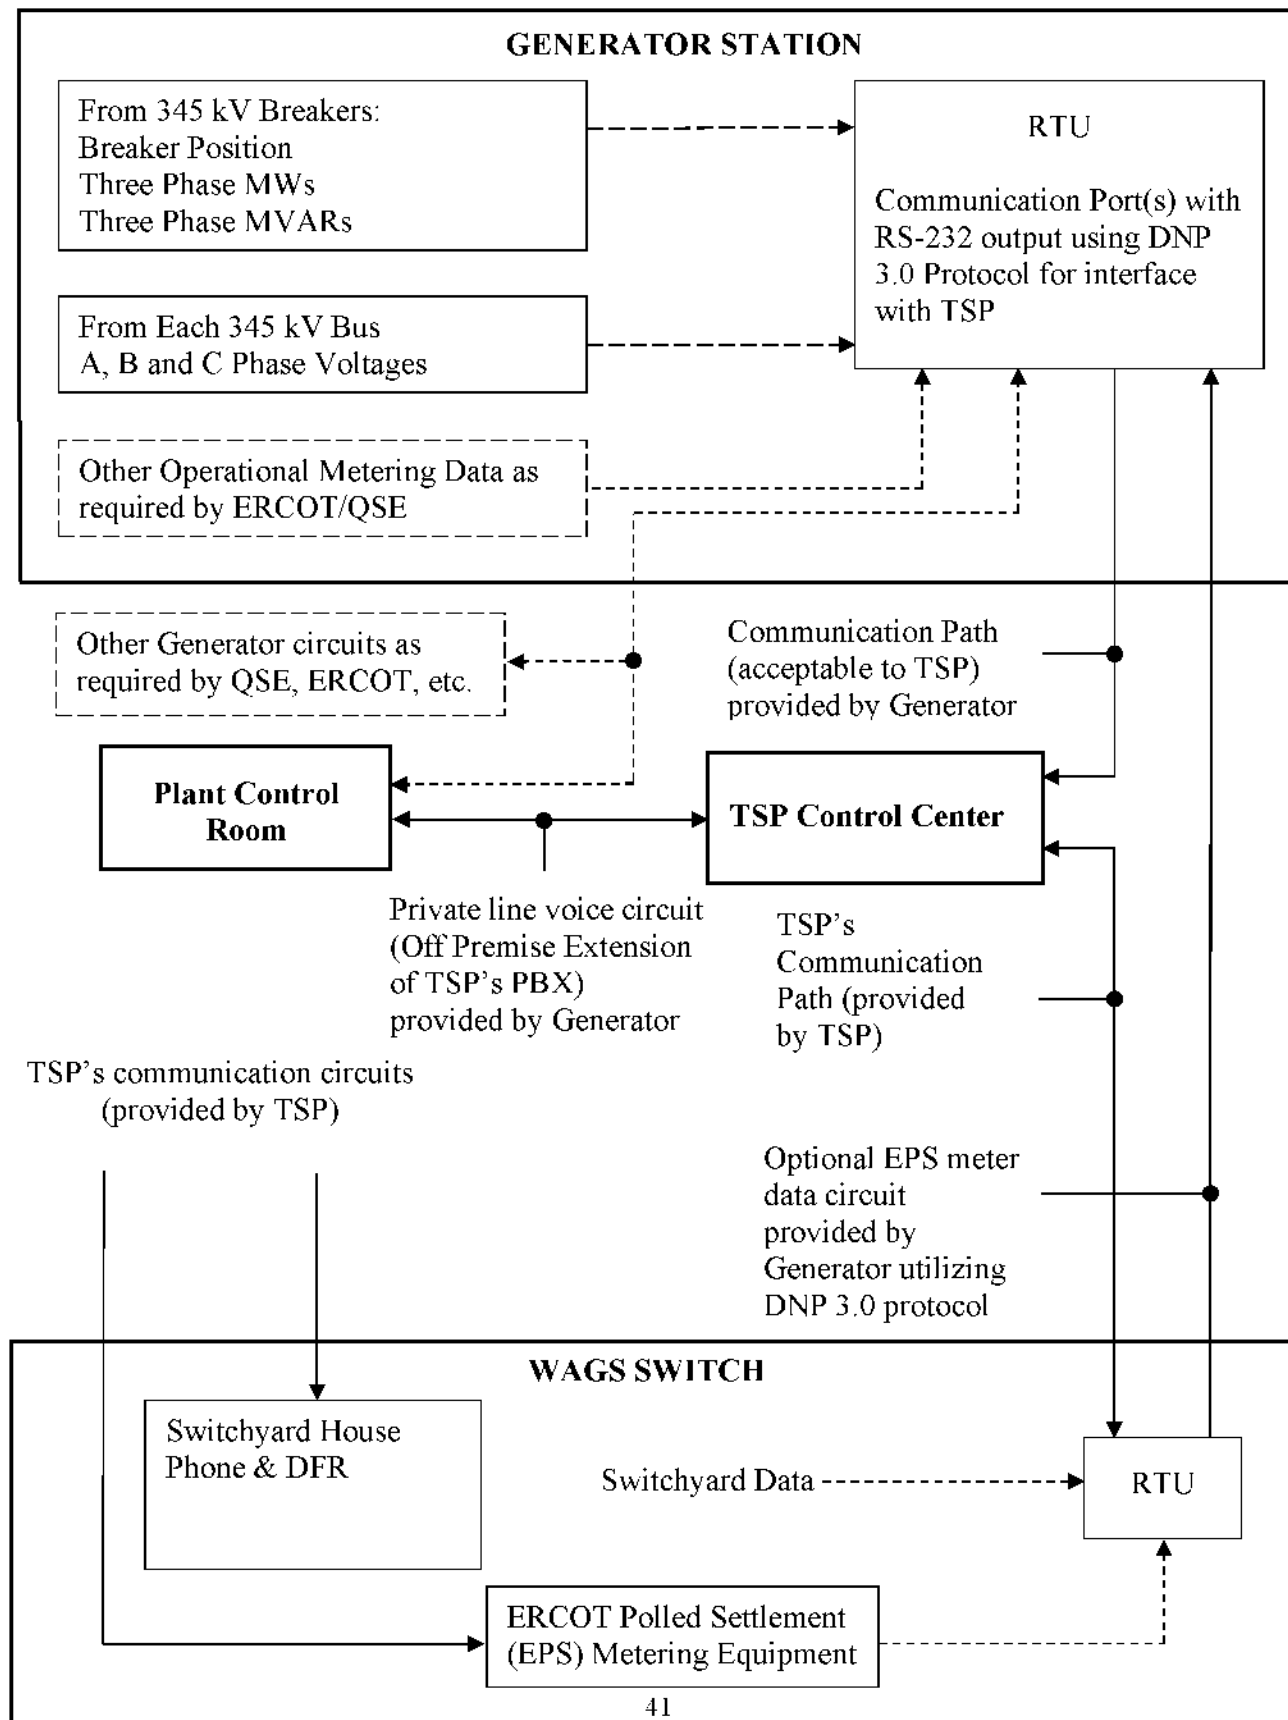 GENERATOR STATION
From 345 kV Breakers:
Breaker Position
Three Phase MWs
Three Phase MVARs
RTU
Communication Port(s) with
RS-232 output using DNP
3.0 Protocol for interface
with TSP
From Each 345 kV Bus
A, B and C Phase Voltages
Other Operational Metering Data as
required by ERCOT/QSE
Other Generator circuits as
required by QSE, ERCOT, etc.
Communication Path
(acceptable to TSP)
provided by Generator
Plant Control
Room
TSP Control Center
Private line voice circuit
(Off Premise Extension
of TSP's PBX)
provided by Generator
TSP's
Communication
Path (provided
by TSP)
TSP's communication circuits
(provided by TSP)
Optional EPS meter
data circuit
provided by
Generator utilizing
DNP 3.0 protocol
WAGS SWITCH
Switchyard House
Phone & DFR
Switchyard Data
RTU
ERCOT Polled Settlement
(EPS) Metering Equipment
41